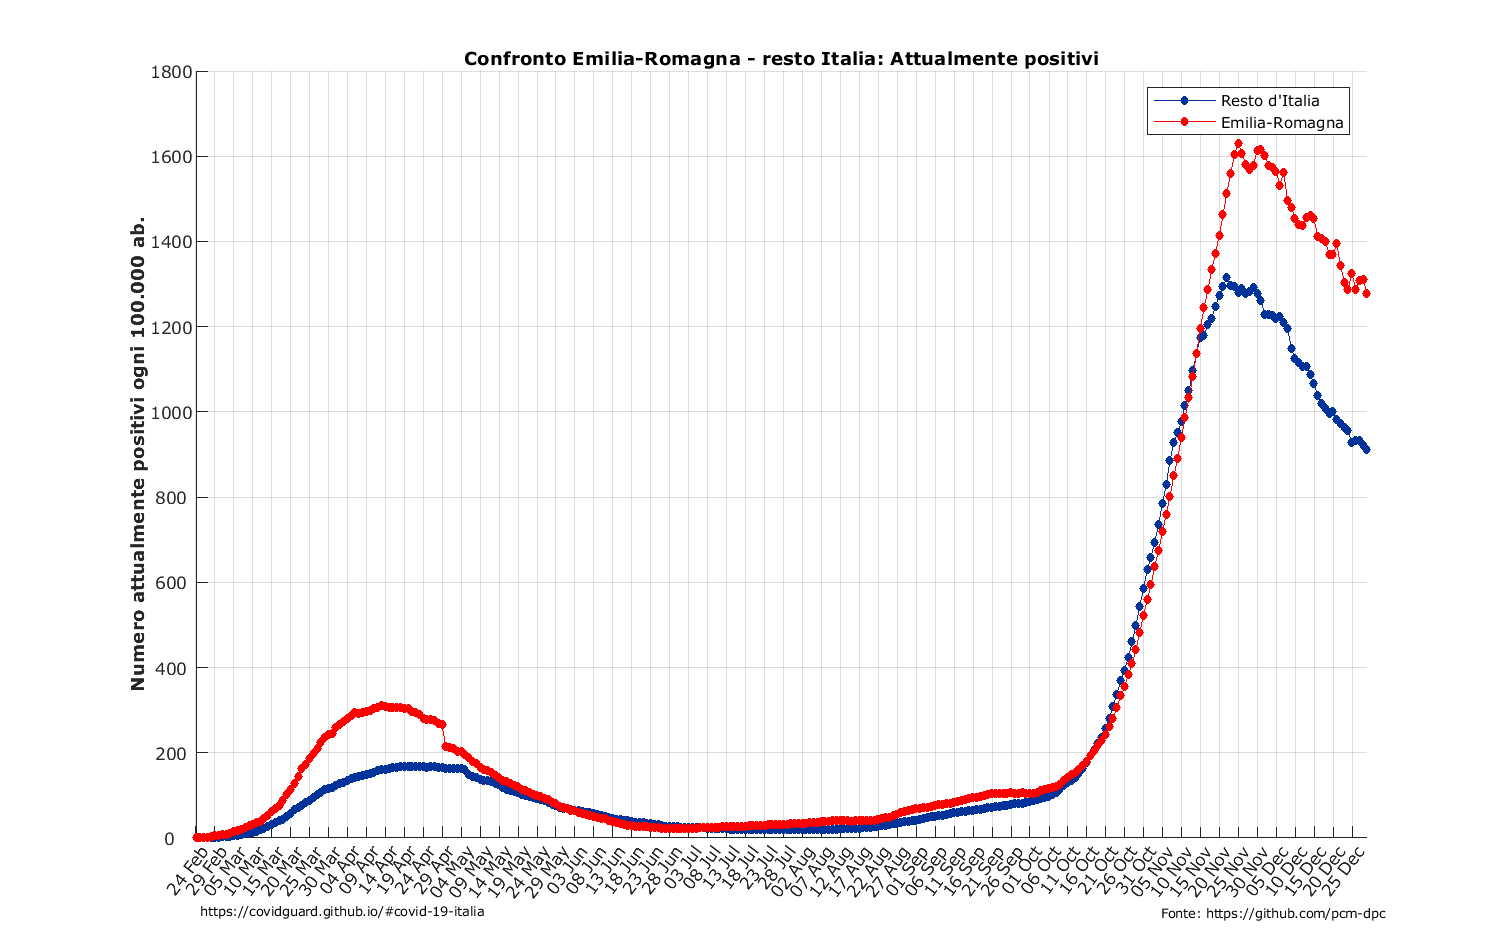 Confronto Emilia-Romagna - resto Italia: Attualmente positivi
Resto d'Italia
Emilia-Romagna
Numero attualmente positivi ogni 100.000 ab.
1800
1600
1400
1200
1000
800
600
400
200
0
24 Feb
29 Feb
05 Mar
10 Mar
15 Mar
20 Mar
25 Mar
30 Mar
04 Apr
09 Apr
14 Apr
19 Apr
24 Apr
29 Apr
04 May
09 May
14 May
19 May
24 May
29 May
03 Jun
08 Jun
13 Jun
18 Jun
23 Jun
28 Jun
03 Jul
08 Jul
13 Jul
18 Jul
23 Jul
28 Jul
02 Aug
07 Aug
12 Aug
17 Aug
22 Aug
27 Aug
01 Sep
06 Sep
11 Sep
16 Sep
21 Sep
26 Sep
01 Oct
06 Oct
11 Oct
16 Oct
21 Oct
26 Oct
31 Oct
05 Nov
10 Nov
15 Nov
20 Nov
25 Nov
30 Nov
05 Dec
10 Dec
15 Dec
20 Dec
25 Dec
https://covidguard.github.io/#covid-19-italia
Fonte: https://github.com/pcm-dpc